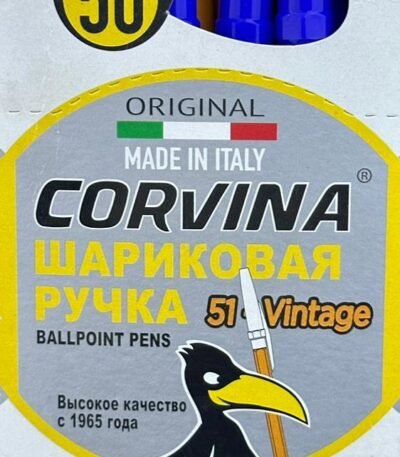 50
ORIGINAL
MADE IN ITALY
CORVINA®
ШАРИКОВАЯ
РУЧКА 51 Vintage
BALLPOINT PENS
Высокое качество
с 1965 года